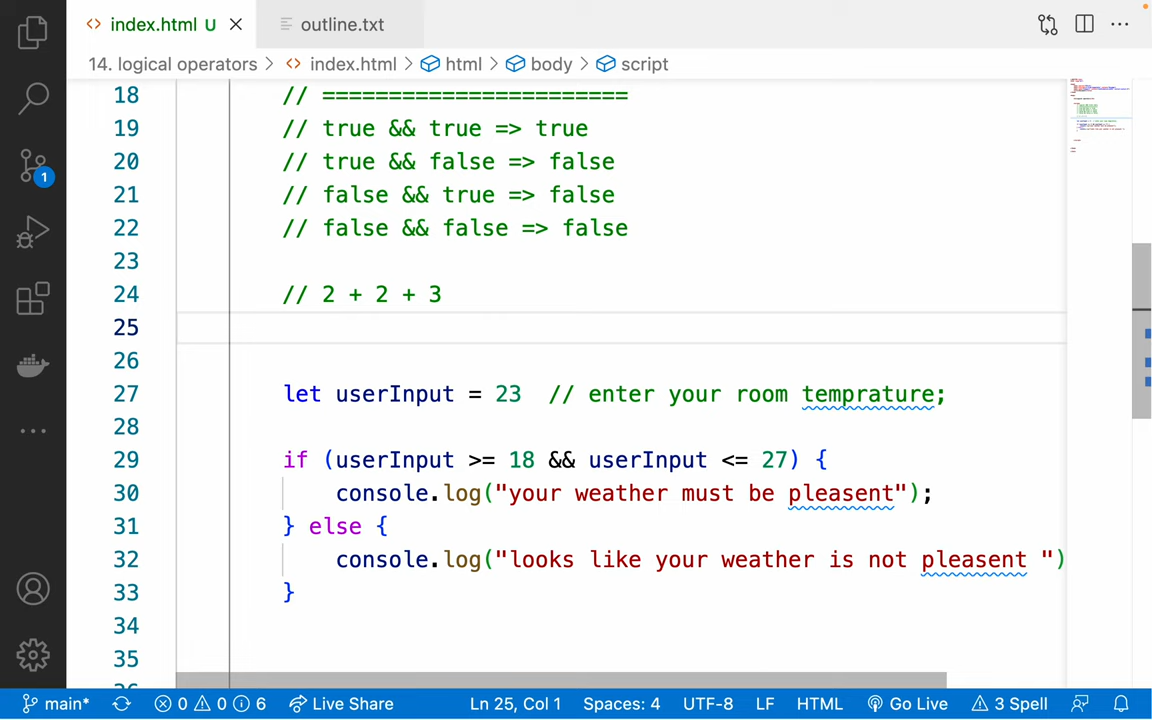 index.html U
outline.txt
14. logical operators > index.html > html > body > script
18 // =======================
19 // true && true => true
20 // true && false => false
21 // false && true => false
22 // false && false => false
23
24 // 2 + 2 + 3
25
26
27 let userInput = 23 // enter your room temprature;
28
29 if (userInput >= 18 && userInput <= 27) {
30 console.log("your weather must be pleasent");
31 } else {
32 console.log("looks like your weather is not pleasent ")
33 }
34
35
1
main* 0 0 6 Live Share Ln 25, Col 1 Spaces: 4 UTF-8 LF HTML Go Live 3 Spell